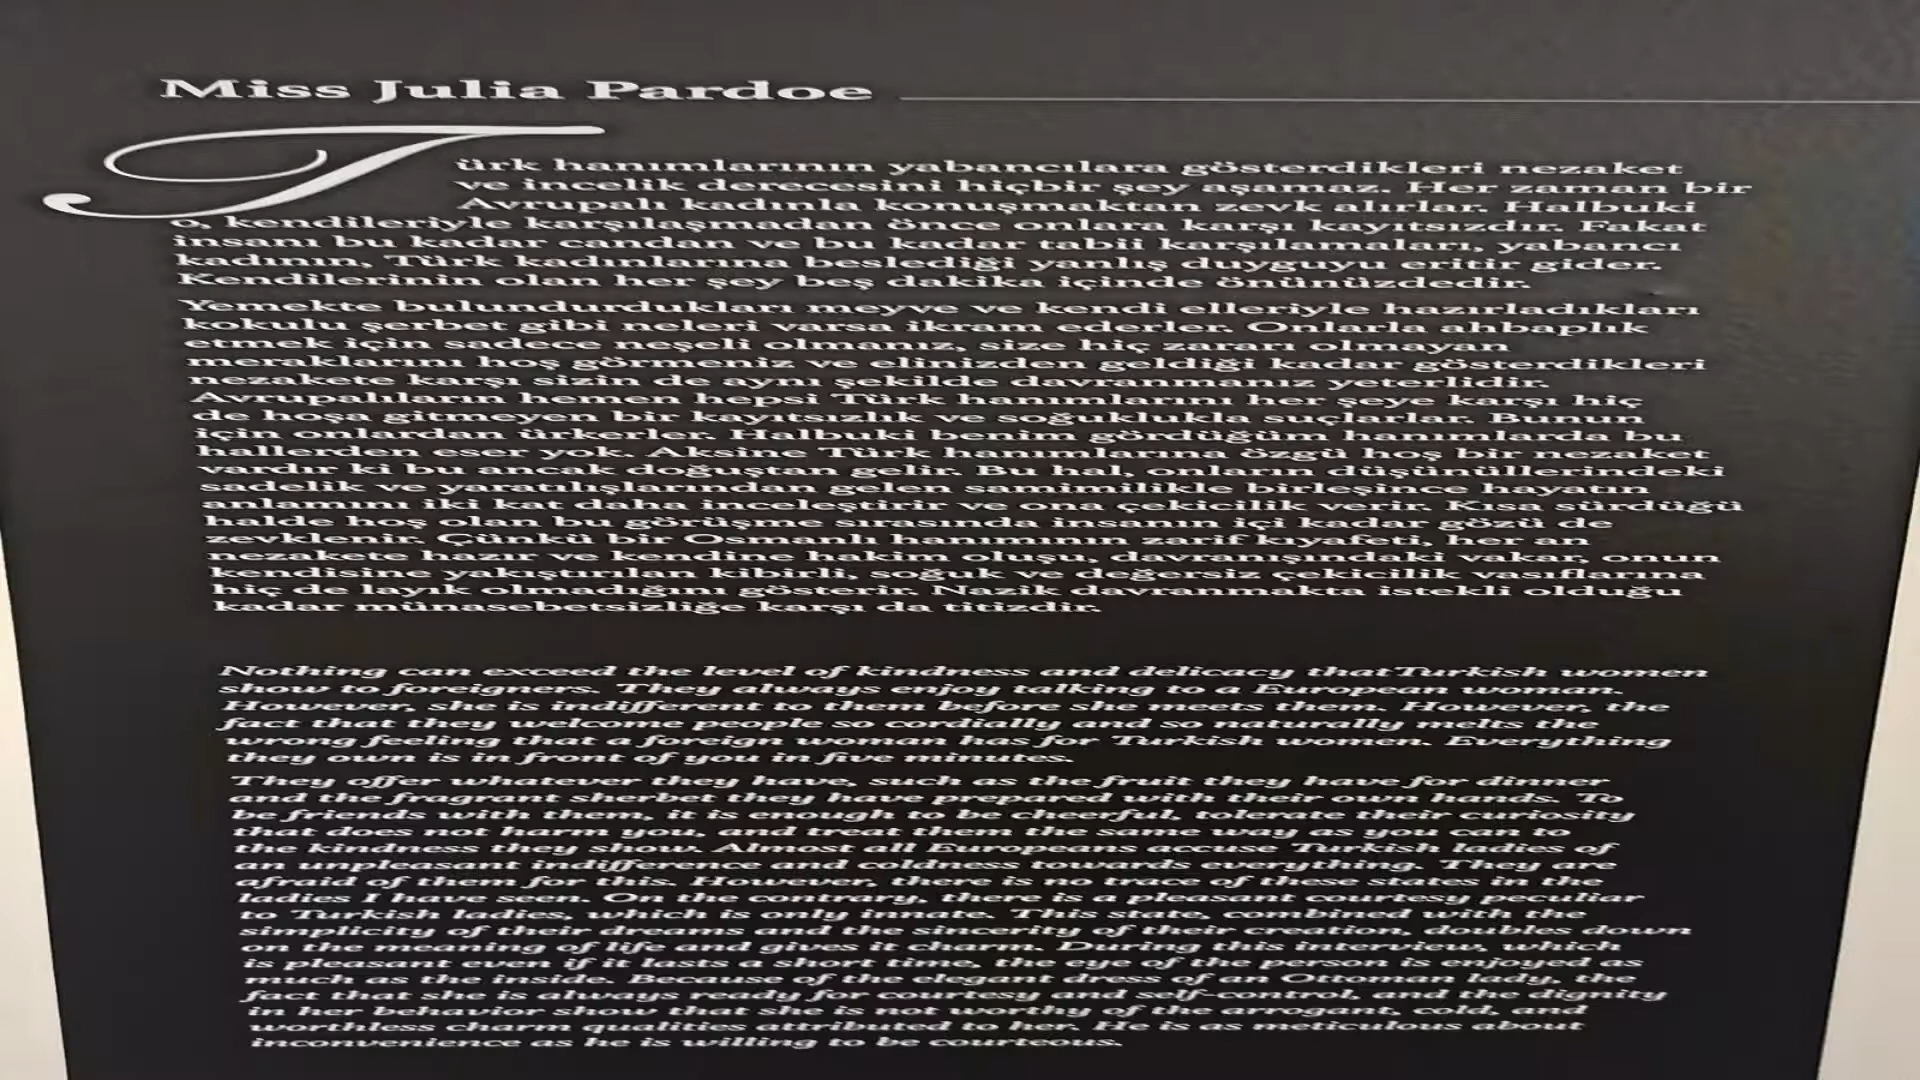 Miss Julia Pardoe
Türk hanımlarının yabancılara gösterdikleri nezaket
ve incelik derecesini hiçbir şey aşamaz. Her zaman bir
Avrupalı kadınla konuşmaktan zevk alırlar. Halbuki
o, kendileriyle karşılaşmadan önce onlara karşı kayıtsızdır. Fakat
insanı bu kadar candan ve bu kadar tabii karşılamaları, yabancı
kadının, Türk kadınlarına beslediği yanlış duyguyu eritir gider.
Kendilerinin olan her şey beş dakika içinde önünüzdedir.
Yemekte bulundurdukları meyve ve kendi elleriyle hazırladıkları
kokulu şerbet gibi neleri varsa ikram ederler. Onlarla ahbaplık
etmek için sadece neşeli olmanız, size hiç zararı olmayan
meraklarını hoş görmeniz ve elinizden geldiği kadar gösterdikleri
nezakete karşı sizin de aynı şekilde davranmanız yeterlidir.
Avrupalıların hemen hepsi Türk hanımlarını her şeye karşı hiç
de hoşa gitmeyen bir kayıtsızlık ve soğuklukla suçlarlar. Bunun
için onlardan ürkerler. Halbuki benim gördüğüm hanımlarda bu
hallerden eser yok. Aksine Türk hanımlarına özgü hoş bir nezaket
vardır ki bu ancak doğuştan gelir. Bu hal, onların düşünüllerindeki
sadelik ve yaratılışlarından gelen samimilikle birleşince hayatın
anlamını iki kat daha inceleştirir ve ona çekicilik verir. Kısa sürdüğü
halde hoş olan bu görüşme sırasında insanın içi kadar gözü de
zevklenir. Çünkü bir Osmanlı hanımının zarif kıyafeti, her an
nezakete hazır ve kendine hakim oluşu, davranışındaki vakar, onun
kendisine yakıştırılan kibirli, soğuk ve değersiz çekicilik vasıflarına
hiç de layık olmadığını gösterir. Nazik davranmakta istekli olduğu
kadar münasebetsizliğe karşı da titizdir.
Nothing can exceed the level of kindness and delicacy that Turkish women
show to foreigners. They always enjoy talking to a European woman.
However, she is indifferent to them before she meets them. However, the
fact that they welcome people so cordially and so naturally melts the
wrong feeling that a foreign woman has for Turkish women. Everything
they own is in front of you in five minutes.
They offer whatever they have, such as the fruit they have for dinner
and the fragrant sherbet they have prepared with their own hands. To
be friends with them, it is enough to be cheerful, tolerate their curiosity
that does not harm you, and treat them the same way as you can to
the kindness they show. Almost all Europeans accuse Turkish ladies of
an unpleasant indifference and coldness towards everything. They are
afraid of them for this. However, there is no trace of these states in the
ladies I have seen. On the contrary, there is a pleasant courtesy peculiar
to Turkish ladies, which is only innate. This state, combined with the
simplicity of their dreams and the sincerity of their creation, doubles down
on the meaning of life and gives it charm. During this interview, which
is pleasant even if it lasts a short time, the eye of the person is enjoyed as
much as the inside. Because of the elegant dress of an Ottoman lady, the
fact that she is always ready for courtesy and self-control, and the dignity
in her behavior show that she is not worthy of the arrogant, cold, and
worthless charm qualities attributed to her. He is as meticulous about
inconvenience as he is willing to be courteous.